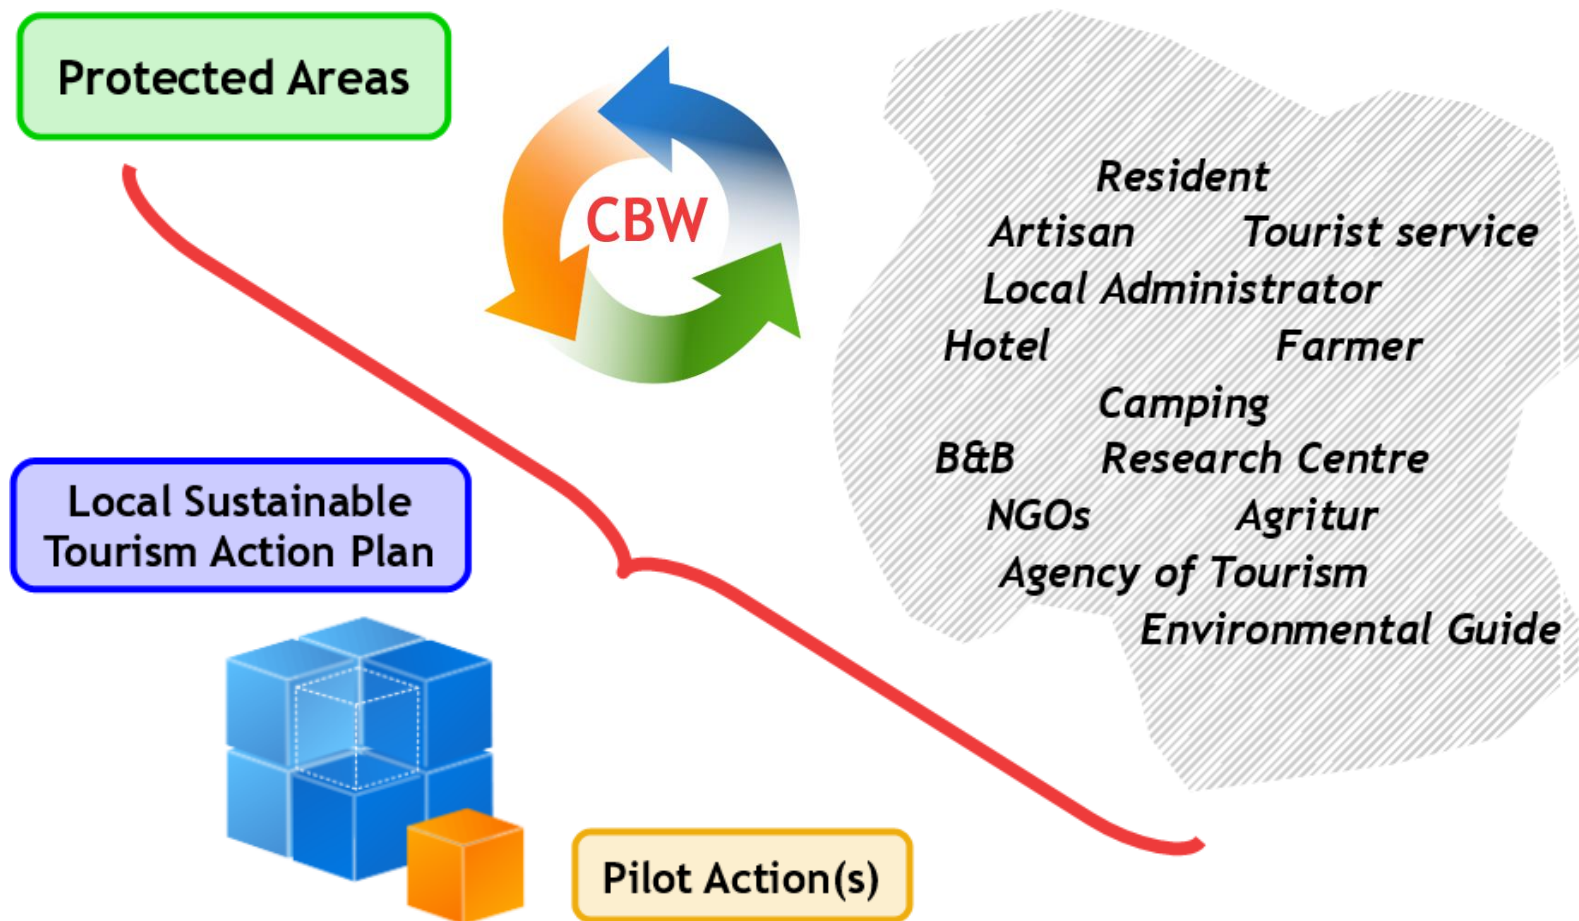 Protected Areas
CBW
Resident
Artisan Tourist service
Local Administrator
Hotel Farmer
Camping
B&B Research Centre
NGOs Agritur
Agency of Tourism
Environmental Guide
Local Sustainable
Tourism Action Plan
Pilot Action(s)